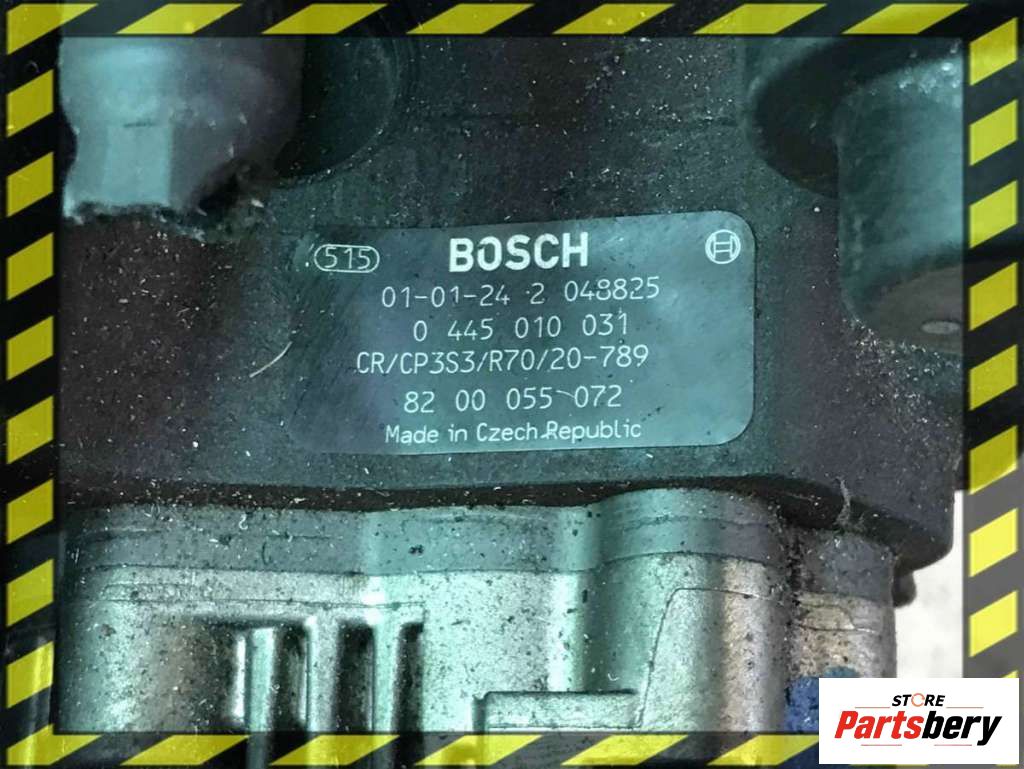 515 BOSCH
01-01-24 2 048825
0 445 010 031
CR/CP3S3/R70/20-789
82 00 055 072
Made in Czech Republic
STORE
Partsbery